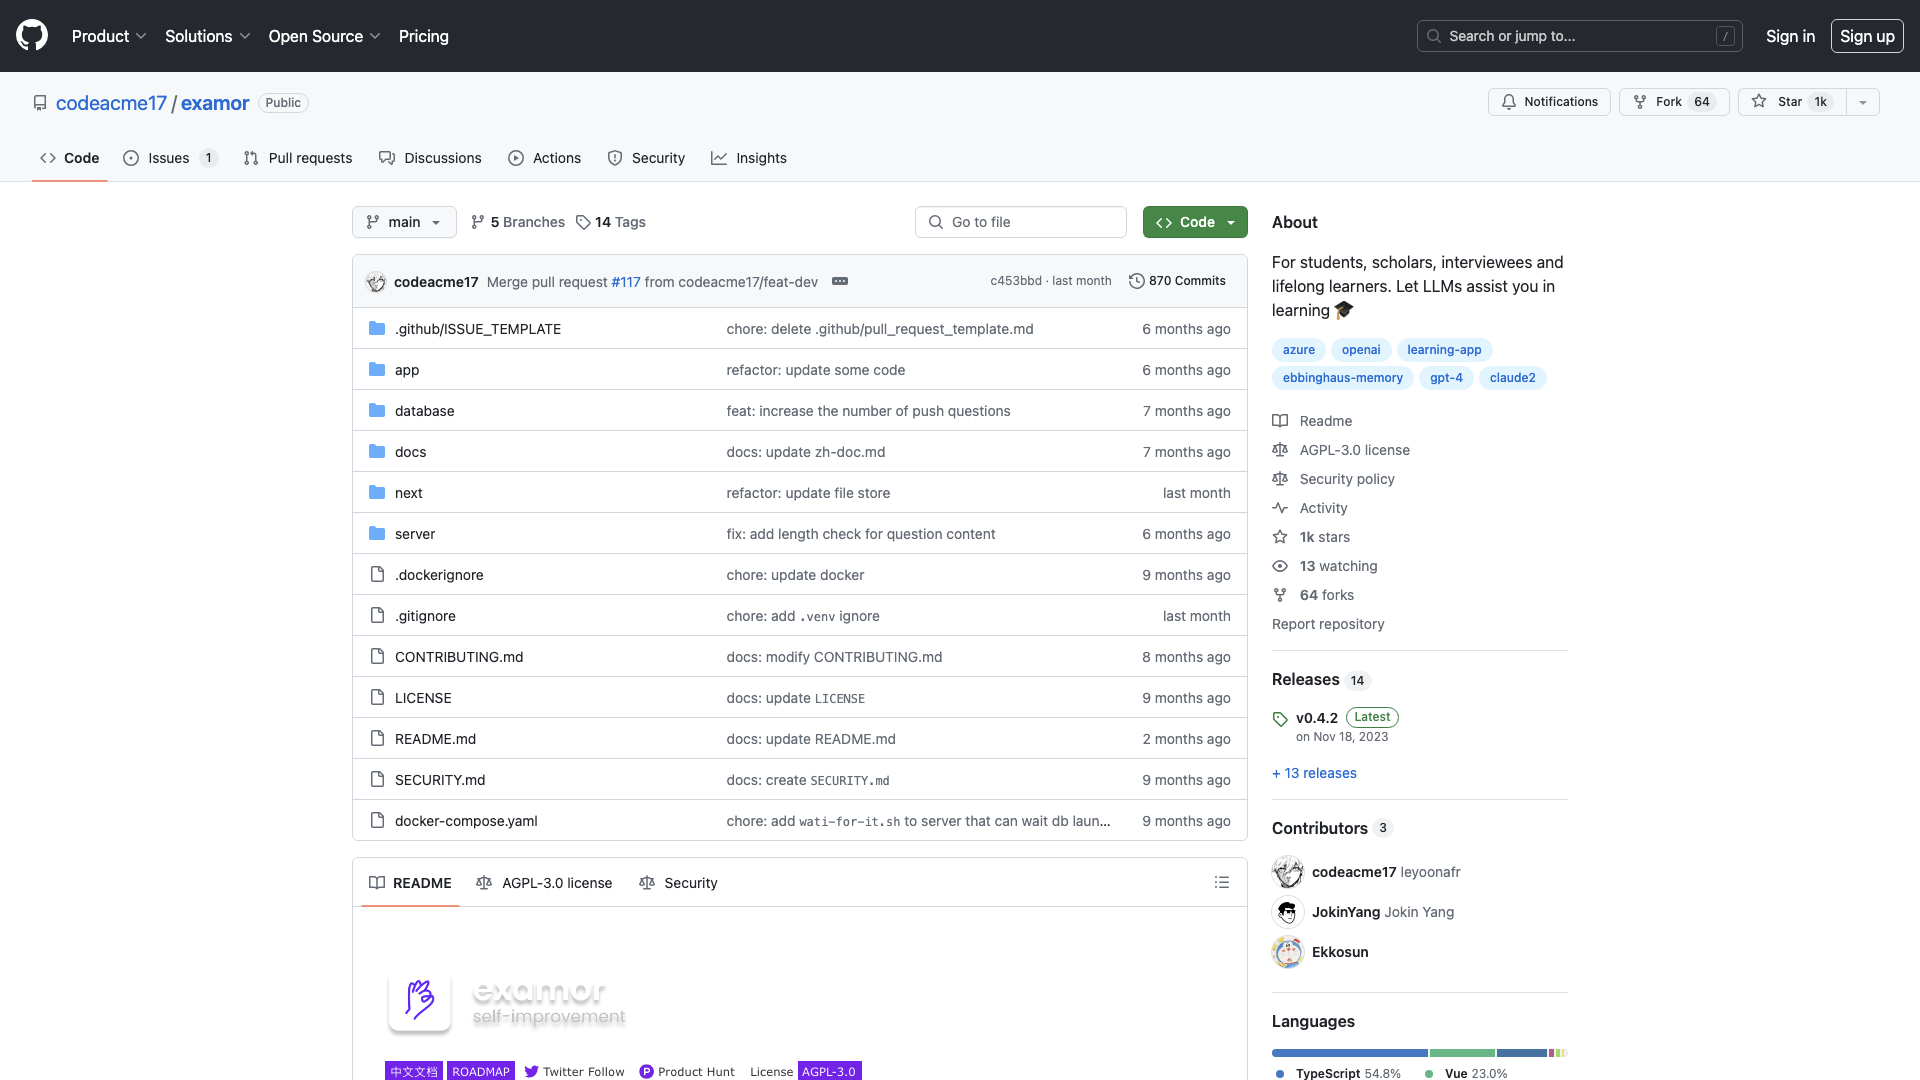 Product Solutions Open Source Pricing Search or jump to... / Sign in Sign up
codeacme17 / examor Public Notifications Fork 64 Star 1k
Code Issues 1 Pull requests Discussions Actions Security Insights
main 5 Branches 14 Tags Go to file Code
codeacme17 Merge pull request #117 from codeacme17/feat-dev c453bbd · last month 870 Commits
.github/ISSUE_TEMPLATE chore: delete .github/pull_request_template.md 6 months ago
app refactor: update some code 6 months ago
database feat: increase the number of push questions 7 months ago
docs docs: update zh-doc.md 7 months ago
next refactor: update file store last month
server fix: add length check for question content 6 months ago
.dockerignore chore: update docker 9 months ago
.gitignore chore: add .venv ignore last month
CONTRIBUTING.md docs: modify CONTRIBUTING.md 8 months ago
LICENSE docs: update LICENSE 9 months ago
README.md docs: update README.md 2 months ago
SECURITY.md docs: create SECURITY.md 9 months ago
docker-compose.yaml chore: add wati-for-it.sh to server that can wait db laun... 9 months ago
README AGPL-3.0 license Security
examor
self-improvement
中文文档 ROADMAP Twitter Follow Product Hunt License AGPL-3.0
About
For students, scholars, interviewees and
lifelong learners. Let LLMs assist you in
learning 🎓
azure openai learning-app
ebbinghaus-memory gpt-4 claude2
Readme
AGPL-3.0 license
Security policy
Activity
1k stars
13 watching
64 forks
Report repository
Releases 14
v0.4.2 Latest
on Nov 18, 2023
+ 13 releases
Contributors 3
codeacme17 leyoonafr
JokinYang Jokin Yang
Ekkosun
Languages
TypeScript 54.8% Vue 23.0%